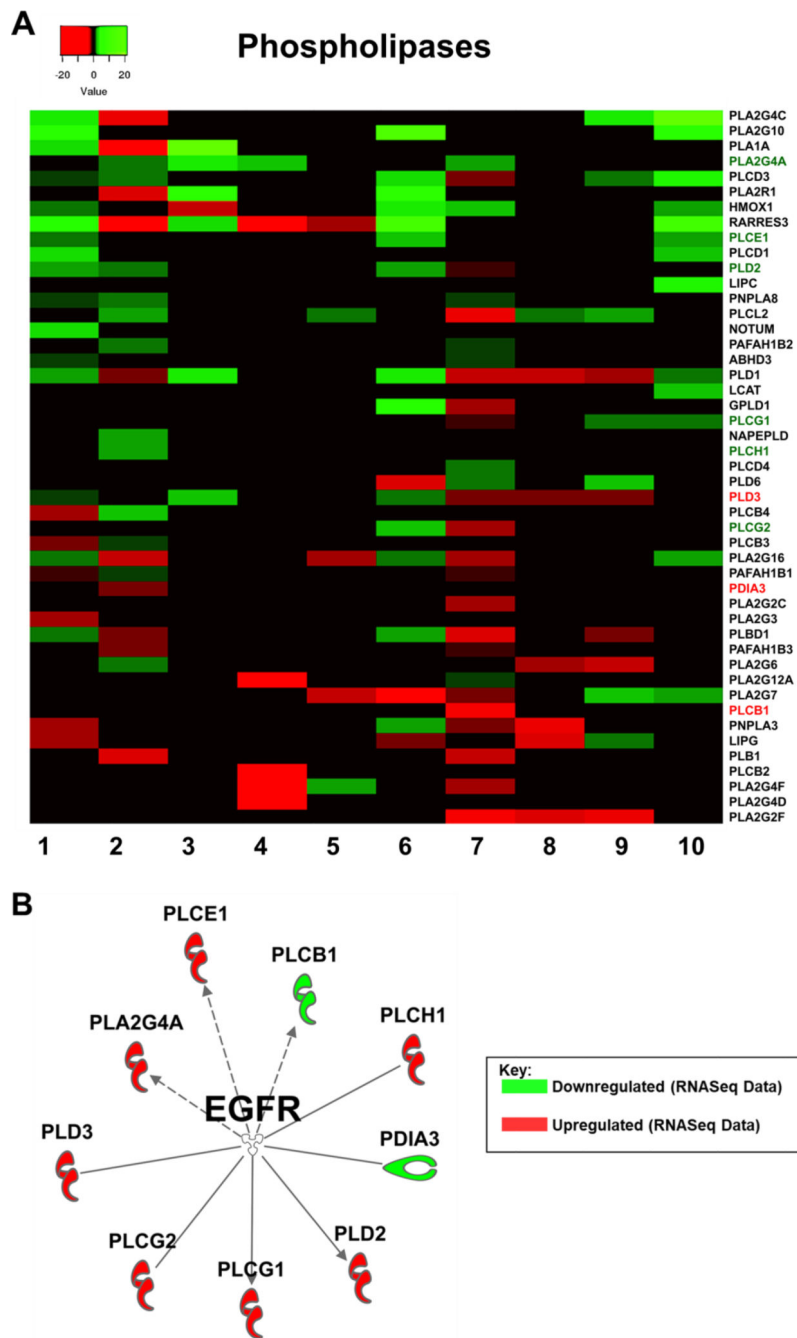 A
Phospholipases
-20 0 20
Value
PLA2G4C
PLA2G10
PLA1A
PLA2G4A
PLCD3
PLA2R1
HMOX1
RARRES3
PLCE1
PLCD1
PLD2
LIPC
PNPLA8
PLCL2
NOTUM
PAFAH1B2
ABHD3
PLD1
LCAT
GPLD1
PLCG1
NAPEPLD
PLCH1
PLCD4
PLD6
PLD3
PLCB4
PLCG2
PLCB3
PLA2G16
PAFAH1B1
PDIA3
PLA2G2C
PLA2G3
PLBD1
PAFAH1B3
PLA2G6
PLA2G12A
PLA2G7
PLCB1
PNPLA3
LIPG
PLB1
PLCB2
PLA2G4F
PLA2G4D
PLA2G2F
1 2 3 4 5 6 7 8 9 10
B
PLCE1
PLCB1
PLA2G4A
PLCH1
EGFR
PLD3
PDIA3
PLCG2
PLCG1
PLD2
Key:
Downregulated (RNASeq Data)
Upregulated (RNASeq Data)